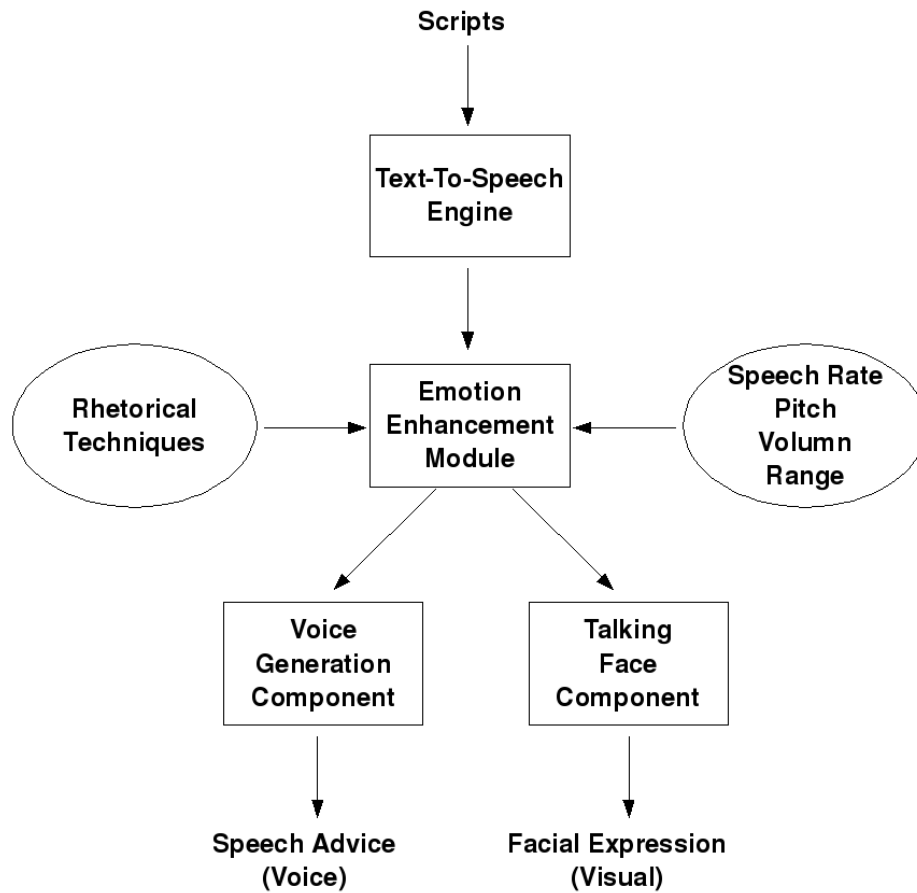 Scripts
Text-To-Speech
Engine
Rhetorical
Techniques
Emotion
Enhancement
Module
Speech Rate
Pitch
Volumn
Range
Voice
Generation
Component
Talking
Face
Component
Speech Advice
(Voice)
Facial Expression
(Visual)